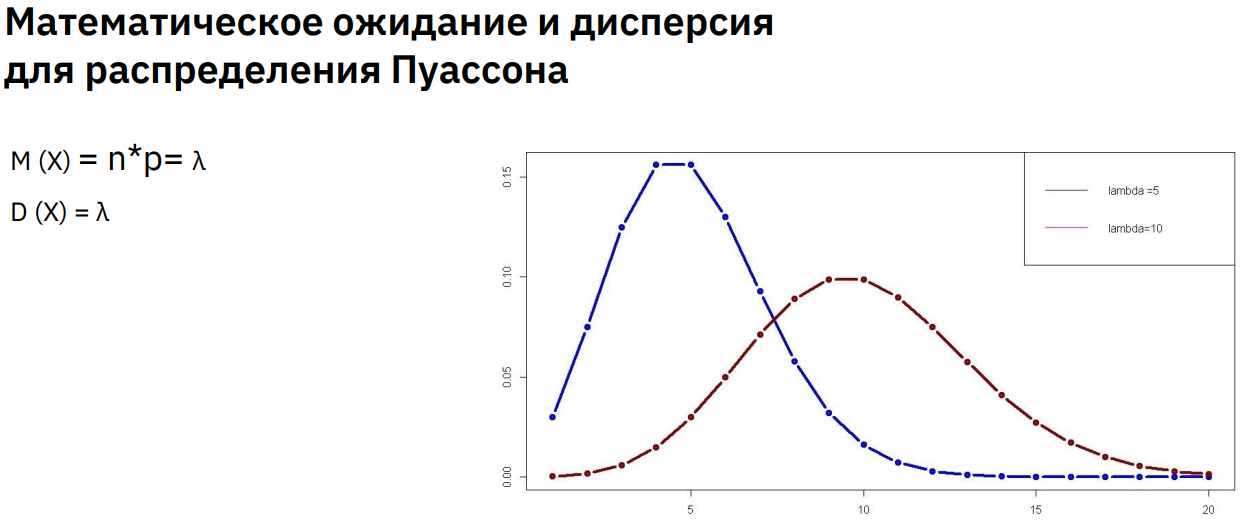 Математическое ожидание и дисперсия
для распределения Пуассона
M (X) = n*p= λ
D (X) = λ
0.15
0.10
0.05
0.00
lambda =5
lambda=10
5
10
15
20